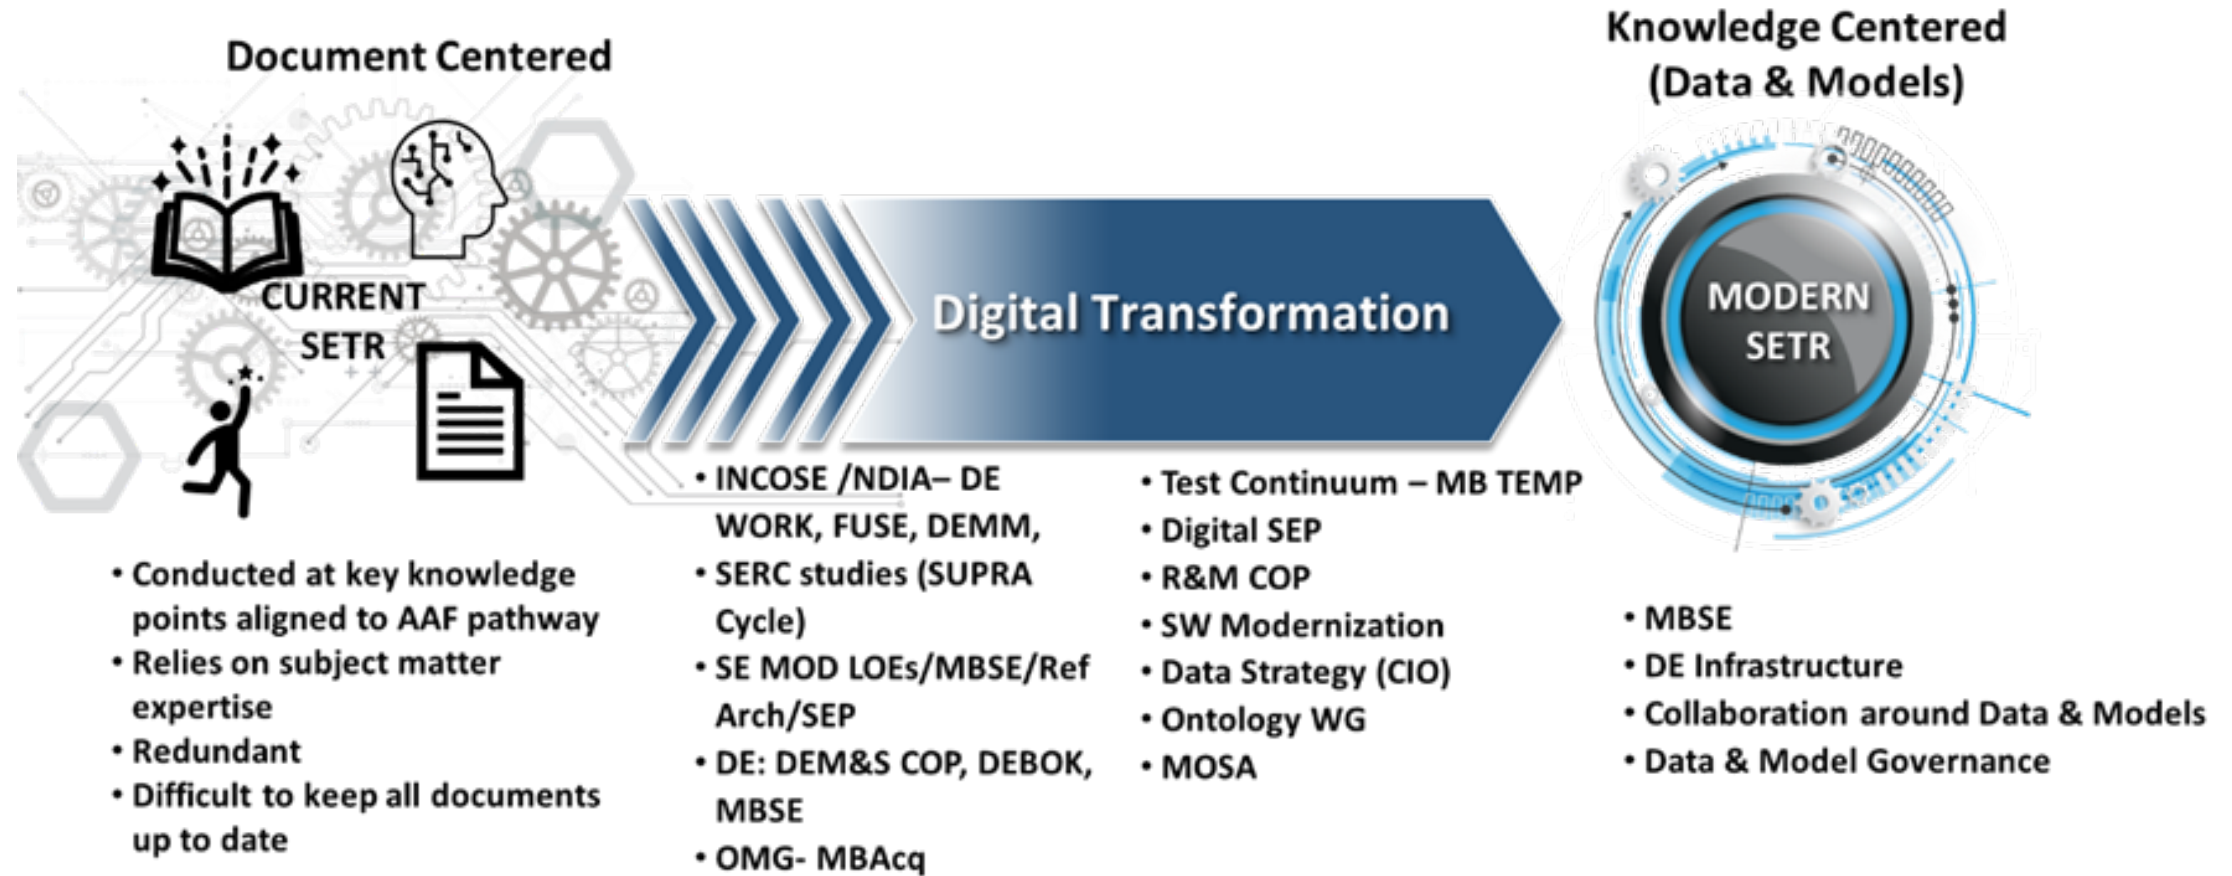 Document Centered
CURRENT
SETR
• Conducted at key knowledge
points aligned to AAF pathway
• Relies on subject matter
expertise
• Redundant
• Difficult to keep all documents
up to date
Digital Transformation
• INCOSE /NDIA– DE
WORK, FUSE, DEMM,
• SERC studies (SUPRA
Cycle)
• SE MOD LOEs/MBSE/Ref
Arch/SEP
• DE: DEM&S COP, DEBOK,
MBSE
• OMG- MBAcq
• Test Continuum – MB TEMP
• Digital SEP
• R&M COP
• SW Modernization
• Data Strategy (CIO)
• Ontology WG
• MOSA
Knowledge Centered
(Data & Models)
MODERN
SETR
• MBSE
• DE Infrastructure
• Collaboration around Data & Models
• Data & Model Governance